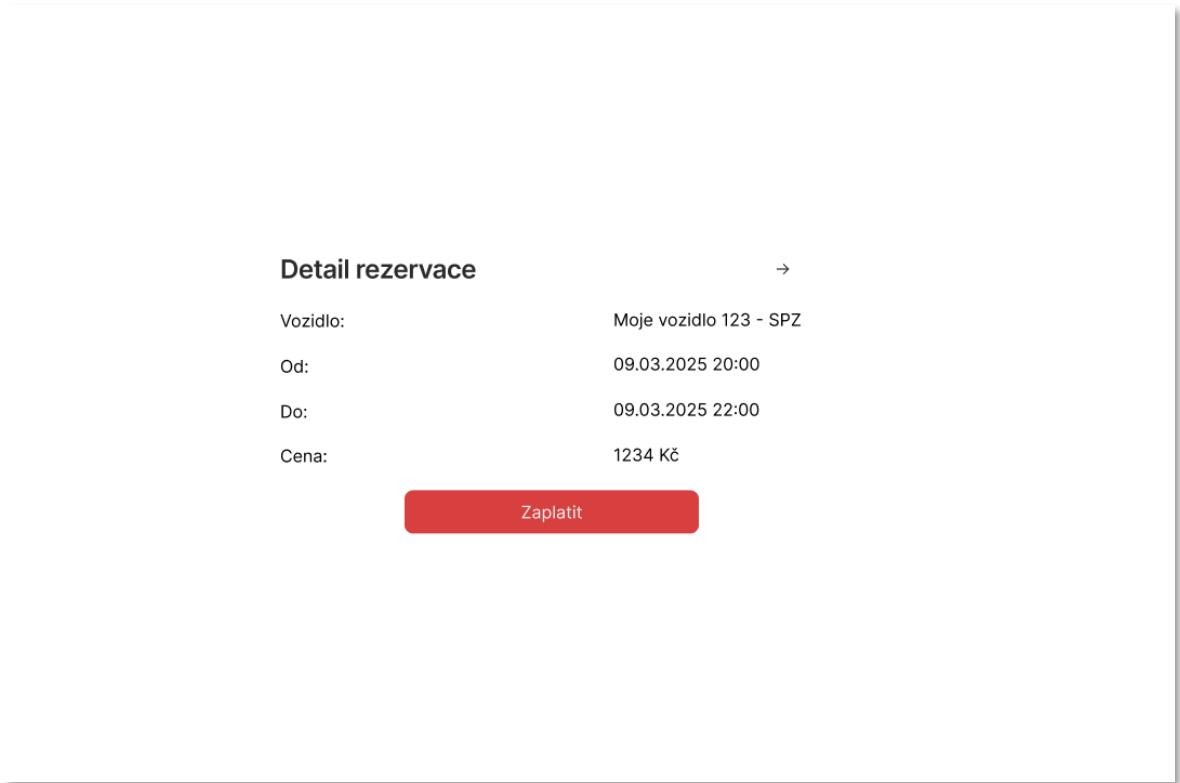 Detail rezervace →
Vozidlo: Moje vozidlo 123 - SPZ
Od: 09.03.2025 20:00
Do: 09.03.2025 22:00
Cena: 1234 Kč
Zaplatit